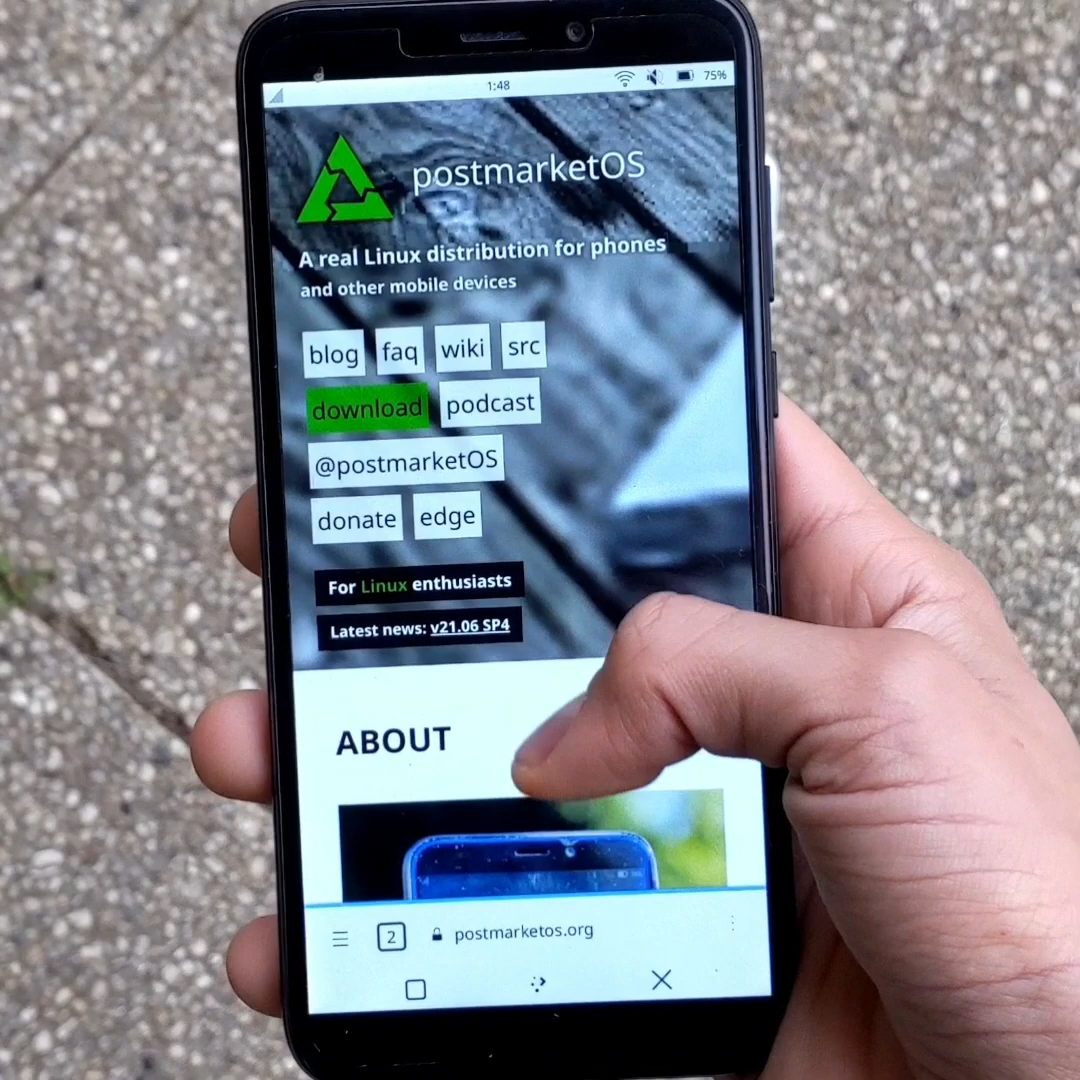 1:48 75%
postmarketOS
A real Linux distribution for phones
and other mobile devices
blog faq wiki src
download podcast
@postmarketOS
donate edge
For Linux enthusiasts
Latest news: v21.06 SP4
ABOUT
2 postmarketos.org